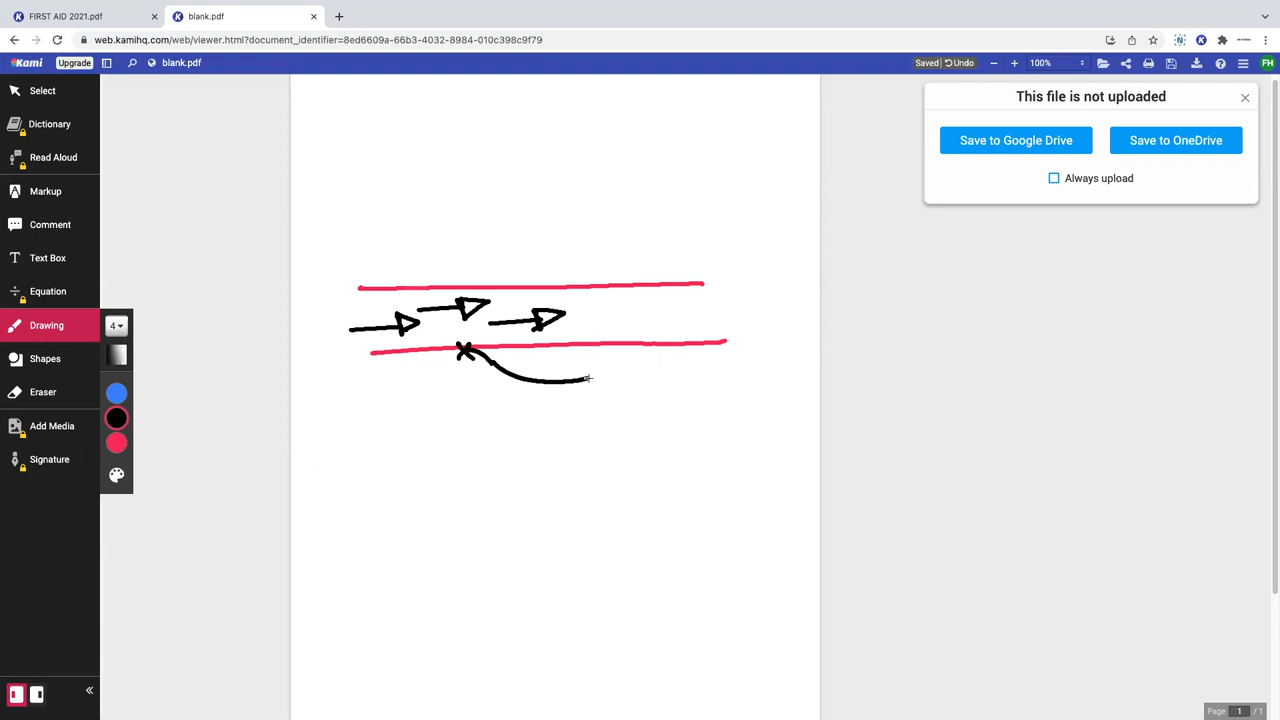 FIRST AID 2021.pdf
blank.pdf
web.kamihq.com/web/viewer.html?document_identifier=8ed6609a-66b3-4032-8984-010c398c9f79
Kami
Upgrade
blank.pdf
Saved
Undo
100%
FH
Select
Dictionary
Read Aloud
Markup
Comment
Text Box
Equation
Drawing
Shapes
Eraser
Add Media
Signature
4
This file is not uploaded
Save to Google Drive
Save to OneDrive
Always upload
Page 1 / 1